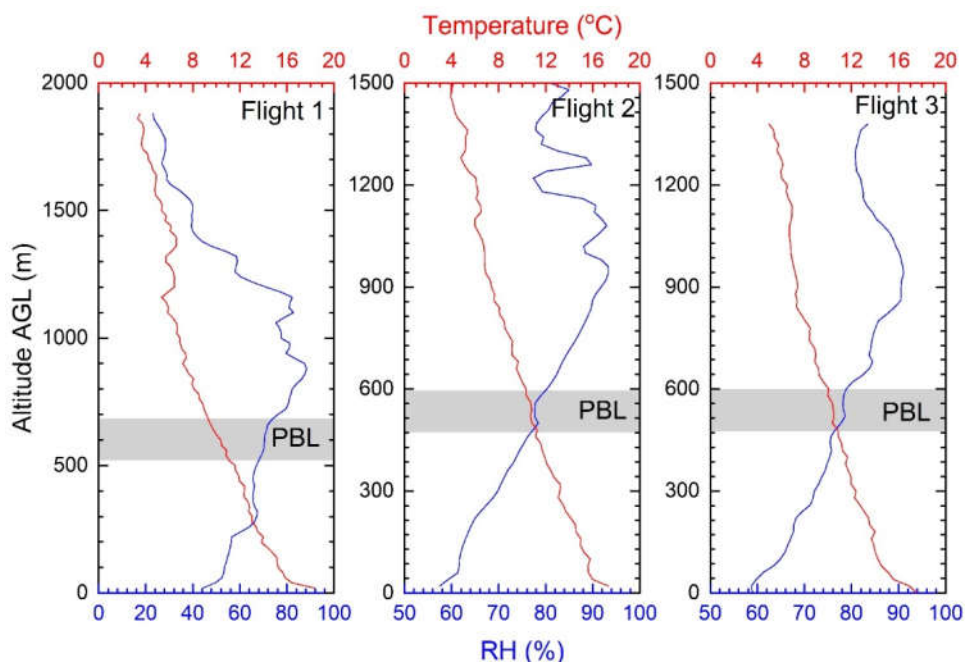 Temperature (°C)
0 4 8 12 16 20 0 4 8 12 16 20 0 4 8 12 16 20
2000 1500 1500
Flight 1 Flight 2 Flight 3
1200 1200
1500
900 900
1000
600 600
PBL PBL PBL
500
300 300
0 0 0
0 20 40 60 80 100 50 60 70 80 90 100 50 60 70 80 90 100
RH (%)
Altitude AGL (m)